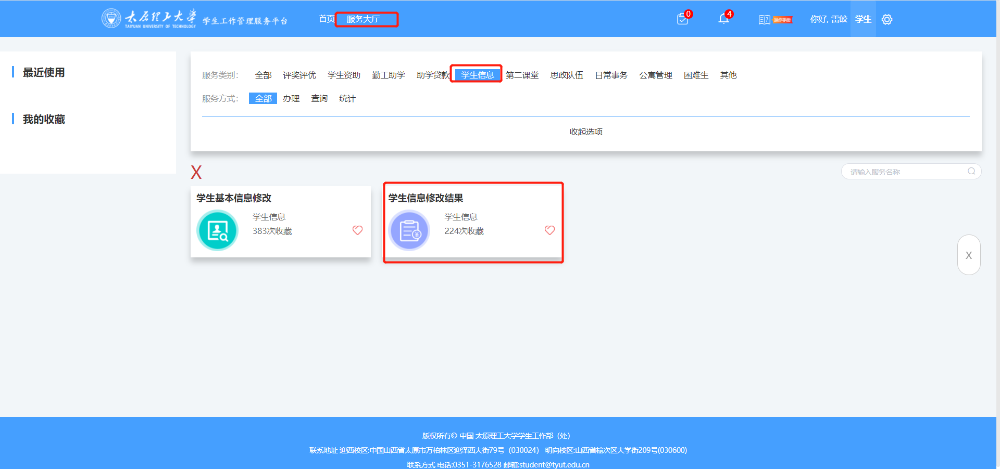 太原理工大学
TAIYUAN UNIVERSITY OF TECHNOLOGY
学生工作管理服务平台
首页 服务大厅
0
4
操作手册
你好, 雷皎 学生
最近使用
我的收藏
服务类别: 全部 评奖评优 学生资助 勤工助学 助学贷款 学生信息 第二课堂 思政队伍 日常事务 公寓管理 困难生 其他
服务方式: 全部 办理 查询 统计
收起选项
X
请输入服务名称
学生基本信息修改
学生信息
383次收藏
学生信息修改结果
学生信息
224次收藏
X
版权所有© 中国 太原理工大学学生工作部（处）
联系地址 迎西校区:中国山西省太原市万柏林区迎泽西大街79号（030024） 明向校区:山西省榆次区大学街209号(030600)
联系方式 电话:0351-3176528 邮箱:student@tyut.edu.cn